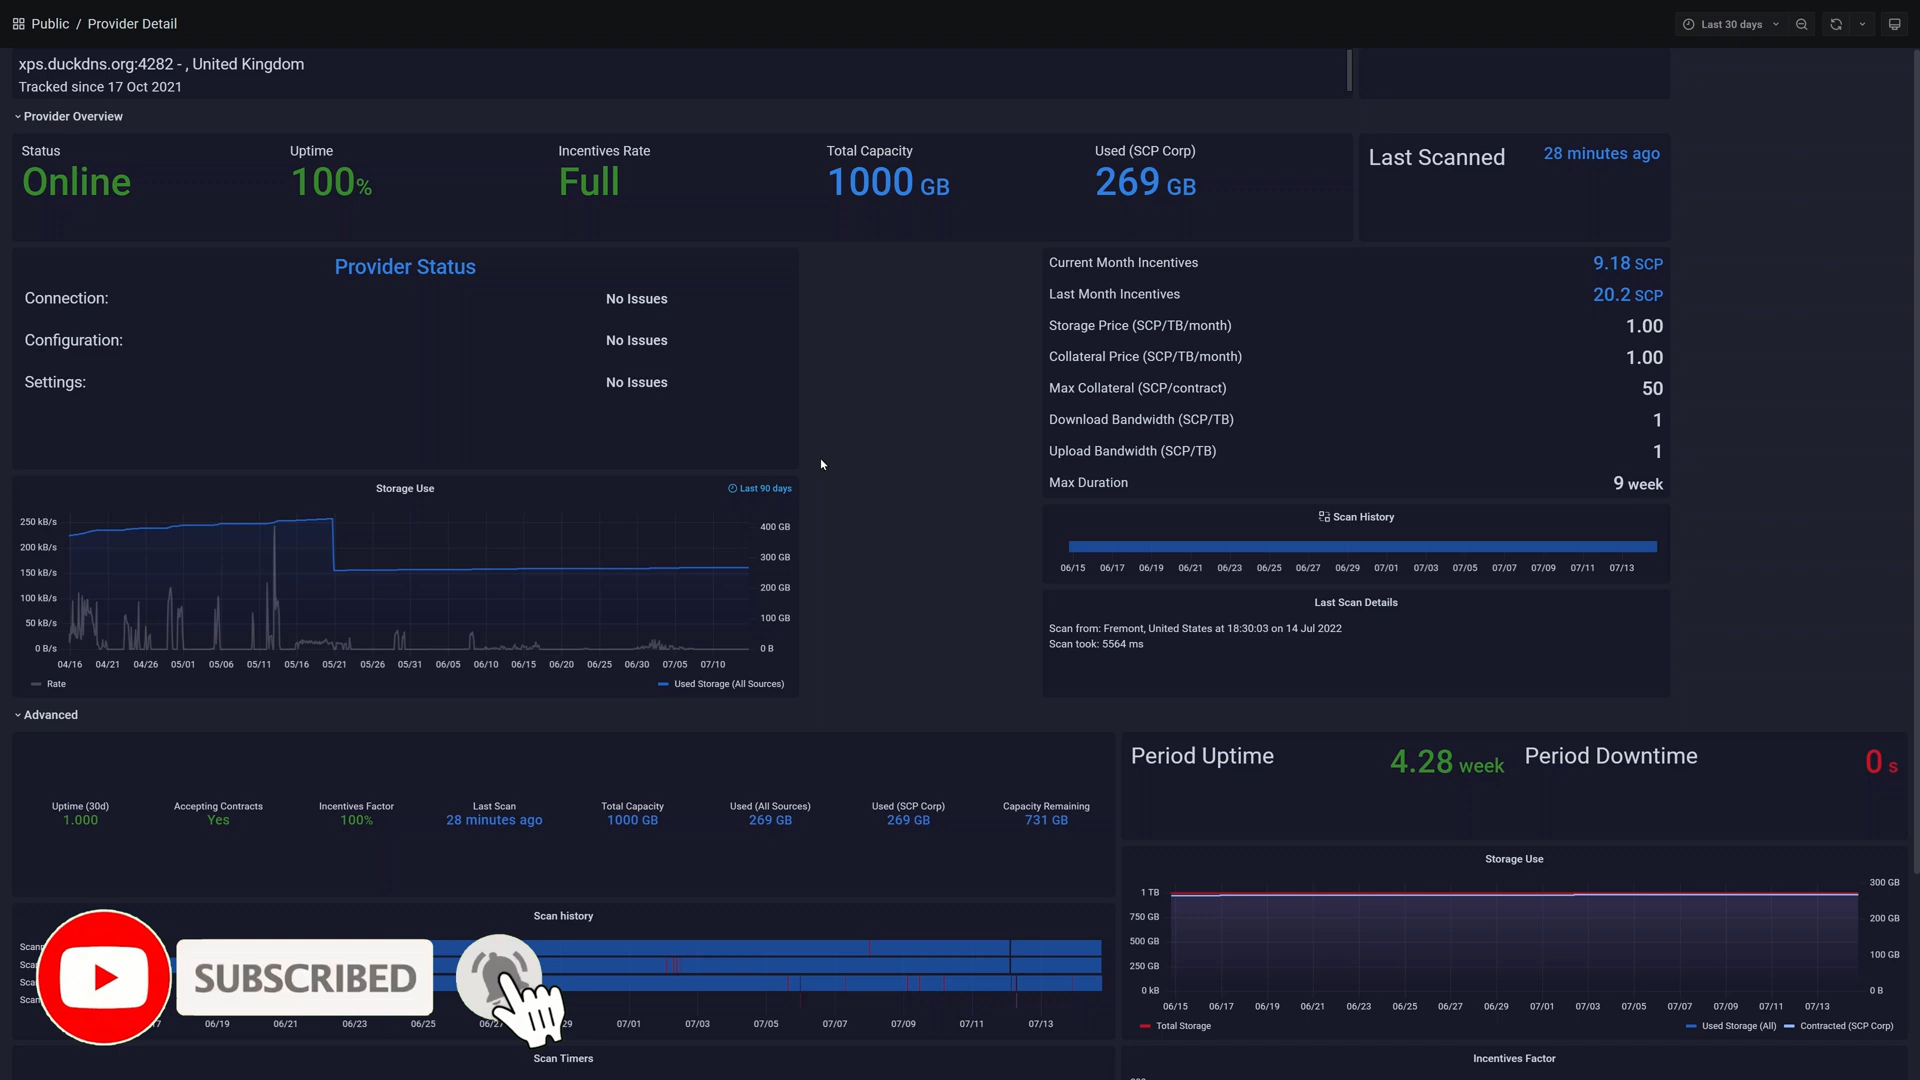 Public / Provider Detail
Last 30 days
xps.duckdns.org:4282 - , United Kingdom
Tracked since 17 Oct 2021
Provider Overview
Status
Online
Uptime
100%
Incentives Rate
Full
Total Capacity
1000 GB
Used (SCP Corp)
269 GB
Last Scanned
28 minutes ago
Provider Status
Connection: No Issues
Configuration: No Issues
Settings: No Issues
Current Month Incentives 9.18 SCP
Last Month Incentives 20.2 SCP
Storage Price (SCP/TB/month) 1.00
Collateral Price (SCP/TB/month) 1.00
Max Collateral (SCP/contract) 50
Download Bandwidth (SCP/TB) 1
Upload Bandwidth (SCP/TB) 1
Max Duration 9 week
Storage Use
Last 90 days
250 kB/s
200 kB/s
150 kB/s
100 kB/s
50 kB/s
0 B/s
400 GB
300 GB
200 GB
100 GB
0 B
04/16 04/21 04/26 05/01 05/06 05/11 05/16 05/21 05/26 05/31 06/05 06/10 06/15 06/20 06/25 06/30 07/05 07/10
Rate
Used Storage (All Sources)
Scan History
06/15 06/17 06/19 06/21 06/23 06/25 06/27 06/29 07/01 07/03 07/05 07/07 07/09 07/11 07/13
Last Scan Details
Scan from: Fremont, United States at 18:30:03 on 14 Jul 2022
Scan took: 5564 ms
Advanced
Uptime (30d)
1.000
Accepting Contracts
Yes
Incentives Factor
100%
Last Scan
28 minutes ago
Total Capacity
1000 GB
Used (All Sources)
269 GB
Used (SCP Corp)
269 GB
Capacity Remaining
731 GB
Period Uptime 4.28 week
Period Downtime 0 s
Scan history
06/19 06/21 06/23 06/25 07/01 07/03 07/05 07/07 07/09 07/11 07/13
SUBSCRIBED
Storage Use
1 TB
750 GB
500 GB
250 GB
0 kB
300 GB
200 GB
100 GB
0 B
06/15 06/17 06/19 06/21 06/23 06/25 06/27 06/29 07/01 07/03 07/05 07/07 07/09 07/11 07/13
Total Storage
Used Storage (All) Contracted (SCP Corp)
Scan Timers
Incentives Factor